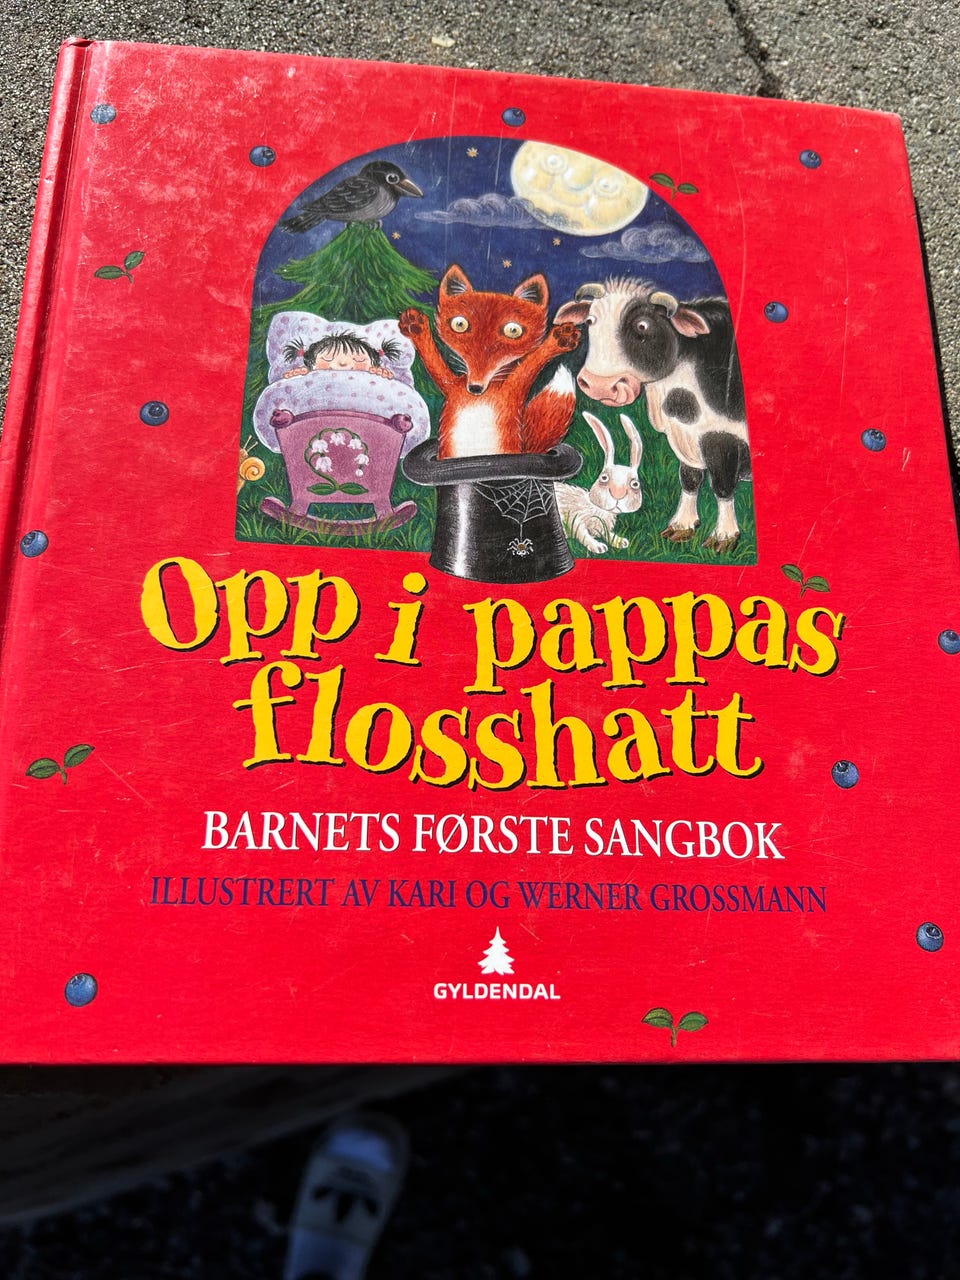 Opp i pappas
flosshatt
BARNETS FØRSTE SANGBOK
ILLUSTRERT AV KARI OG WERNER GROSSMANN
GYLDENDAL